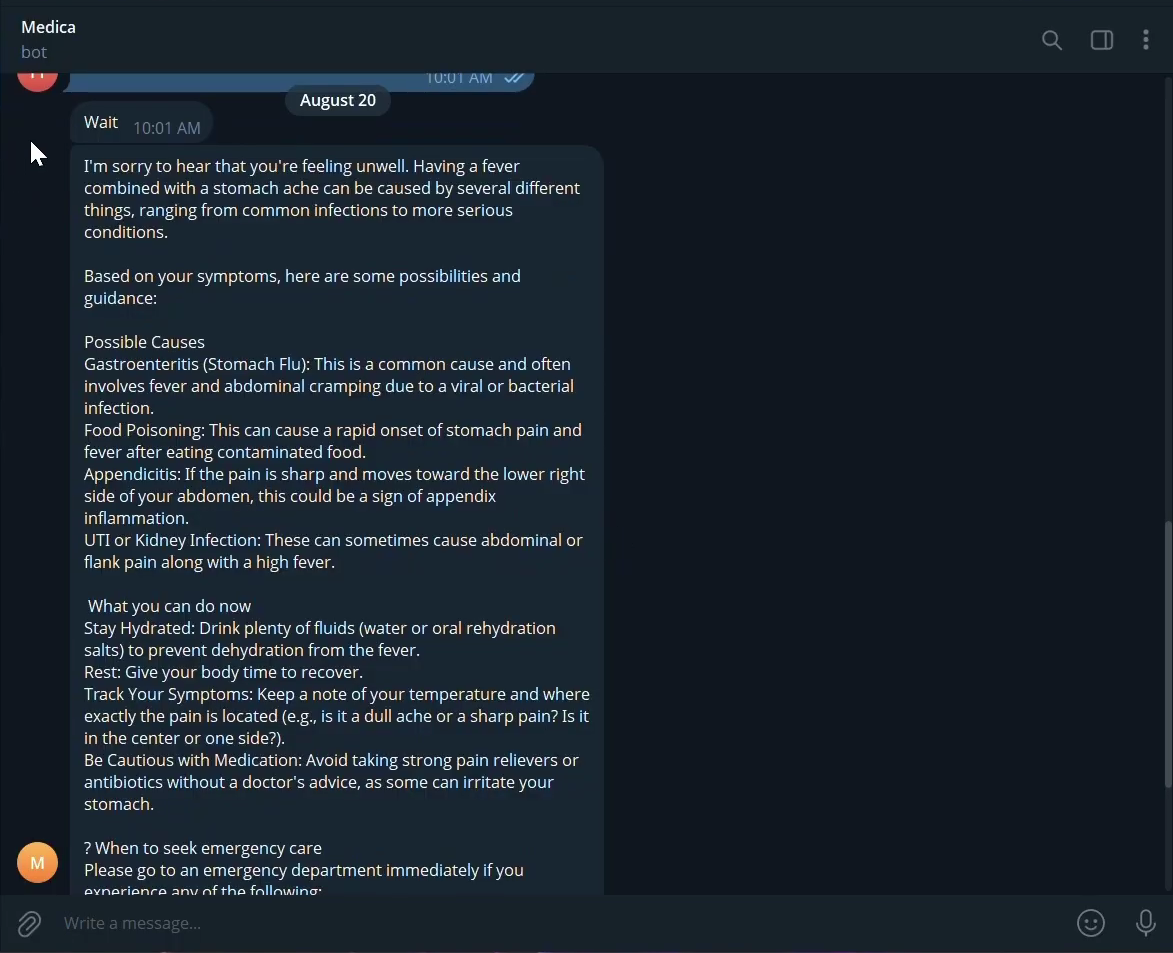 Medica
bot
10:01 AM
August 20
Wait 10:01 AM
I'm sorry to hear that you're feeling unwell. Having a fever
combined with a stomach ache can be caused by several different
things, ranging from common infections to more serious
conditions.
Based on your symptoms, here are some possibilities and
guidance:
Possible Causes
Gastroenteritis (Stomach Flu): This is a common cause and often
involves fever and abdominal cramping due to a viral or bacterial
infection.
Food Poisoning: This can cause a rapid onset of stomach pain and
fever after eating contaminated food.
Appendicitis: If the pain is sharp and moves toward the lower right
side of your abdomen, this could be a sign of appendix
inflammation.
UTI or Kidney Infection: These can sometimes cause abdominal or
flank pain along with a high fever.
What you can do now
Stay Hydrated: Drink plenty of fluids (water or oral rehydration
salts) to prevent dehydration from the fever.
Rest: Give your body time to recover.
Track Your Symptoms: Keep a note of your temperature and where
exactly the pain is located (e.g., is it a dull ache or a sharp pain? Is it
in the center or one side?).
Be Cautious with Medication: Avoid taking strong pain relievers or
antibiotics without a doctor's advice, as some can irritate your
stomach.
? When to seek emergency care
M
Please go to an emergency department immediately if you
experience any of the following:
Write a message...